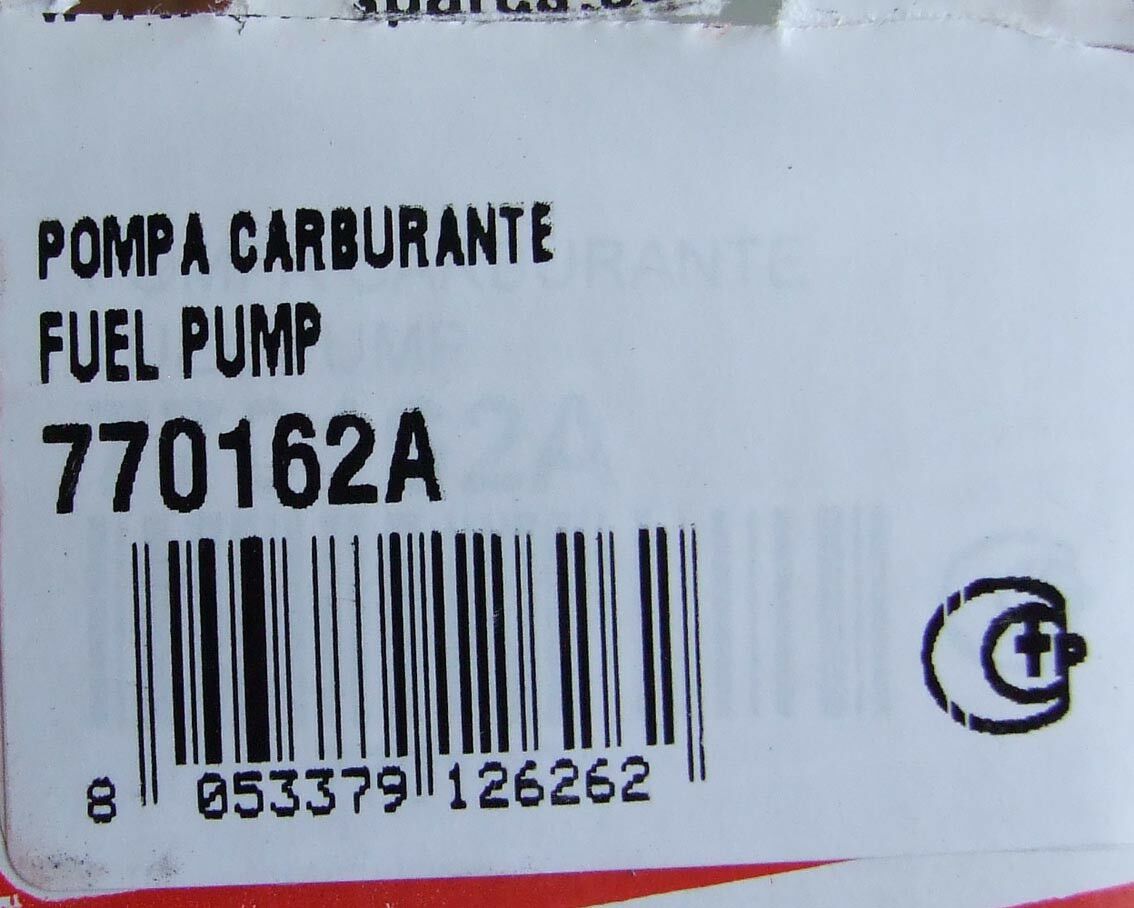 POMPA CARBURANTE
FUEL PUMP
770162A
8 053379 126262